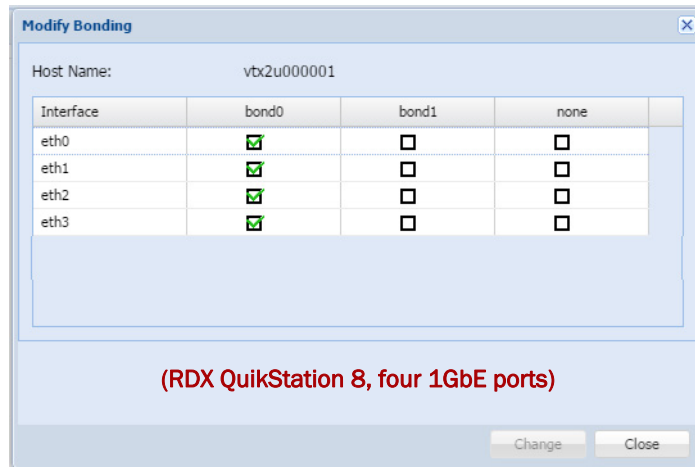 Modify Bonding
Host Name: vtx2u000001
Interface bond0 bond1 none
eth0
eth1
eth2
eth3
(RDX QuikStation 8, four 1GbE ports)
Change Close